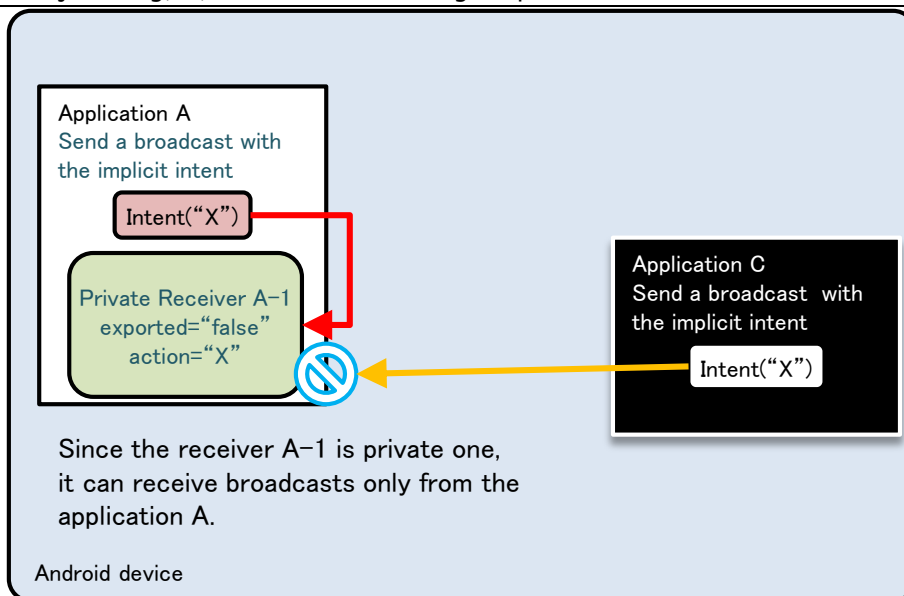 Application A
Send a broadcast with
the implicit intent
Intent(“X”)
Private Receiver A-1
exported=“false”
action=“X”
Application C
Send a broadcast  with
the implicit intent
Intent(“X”)
Since the receiver A-1 is private one,
it can receive broadcasts only from the
application A.
Android device